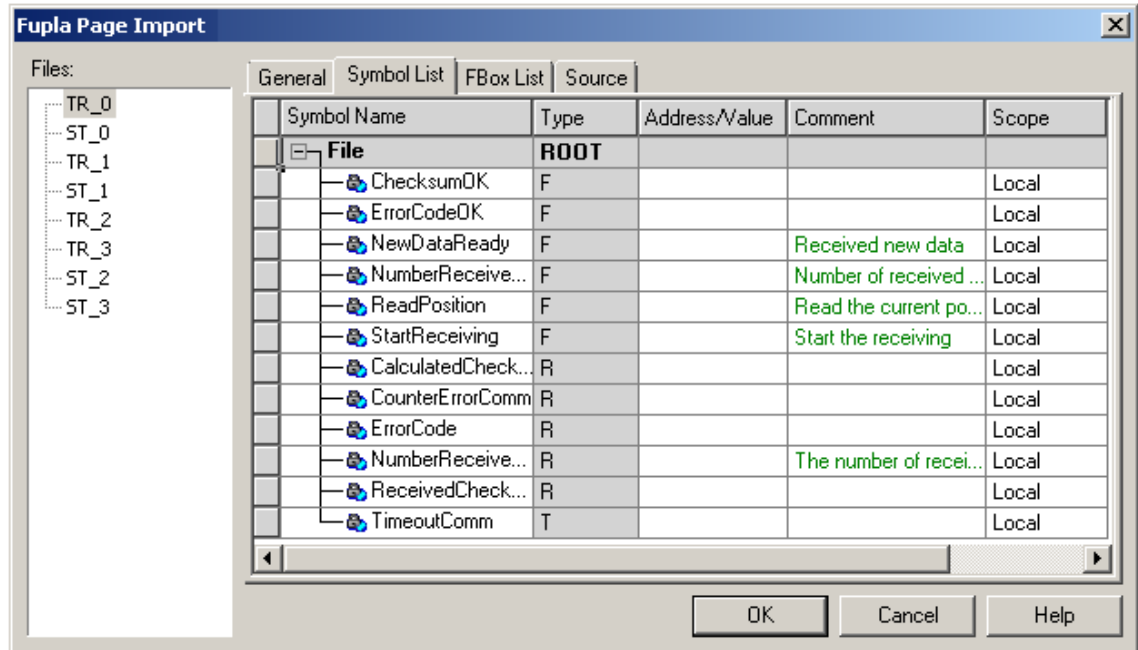 Fupla Page Import
Files:
TR_0
ST_0
TR_1
ST_1
TR_2
TR_3
ST_2
ST_3
General Symbol List FBox List Source
Symbol Name Type Address/Value Comment Scope
File ROOT
ChecksumOK F Local
ErrorCodeOK F Local
NewDataReady F Received new data Local
NumberReceive... F Number of received ... Local
ReadPosition F Read the current po... Local
StartReceiving F Start the receiving Local
CalculatedCheck... R Local
CounterErrorComm R Local
ErrorCode R Local
NumberReceive... R The number of recei... Local
ReceivedCheck... R Local
TimeoutComm T Local
OK Cancel Help